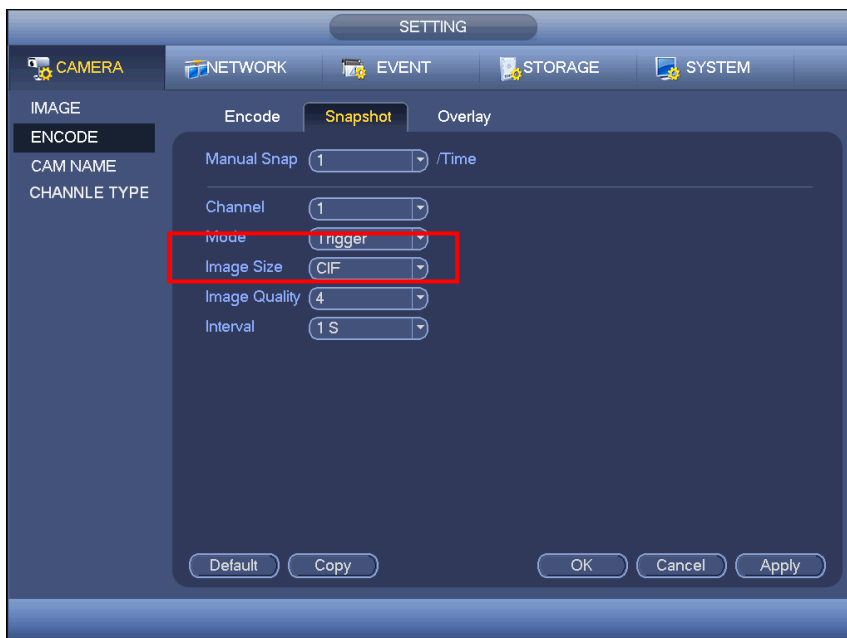 SETTING
CAMERA NETWORK EVENT STORAGE SYSTEM
IMAGE
ENCODE
CAM NAME
CHANNLE TYPE
Encode Snapshot Overlay
Manual Snap 1 /Time
Channel 1
Mode Trigger
Image Size CIF
Image Quality 4
Interval 1 S
Default Copy OK Cancel Apply